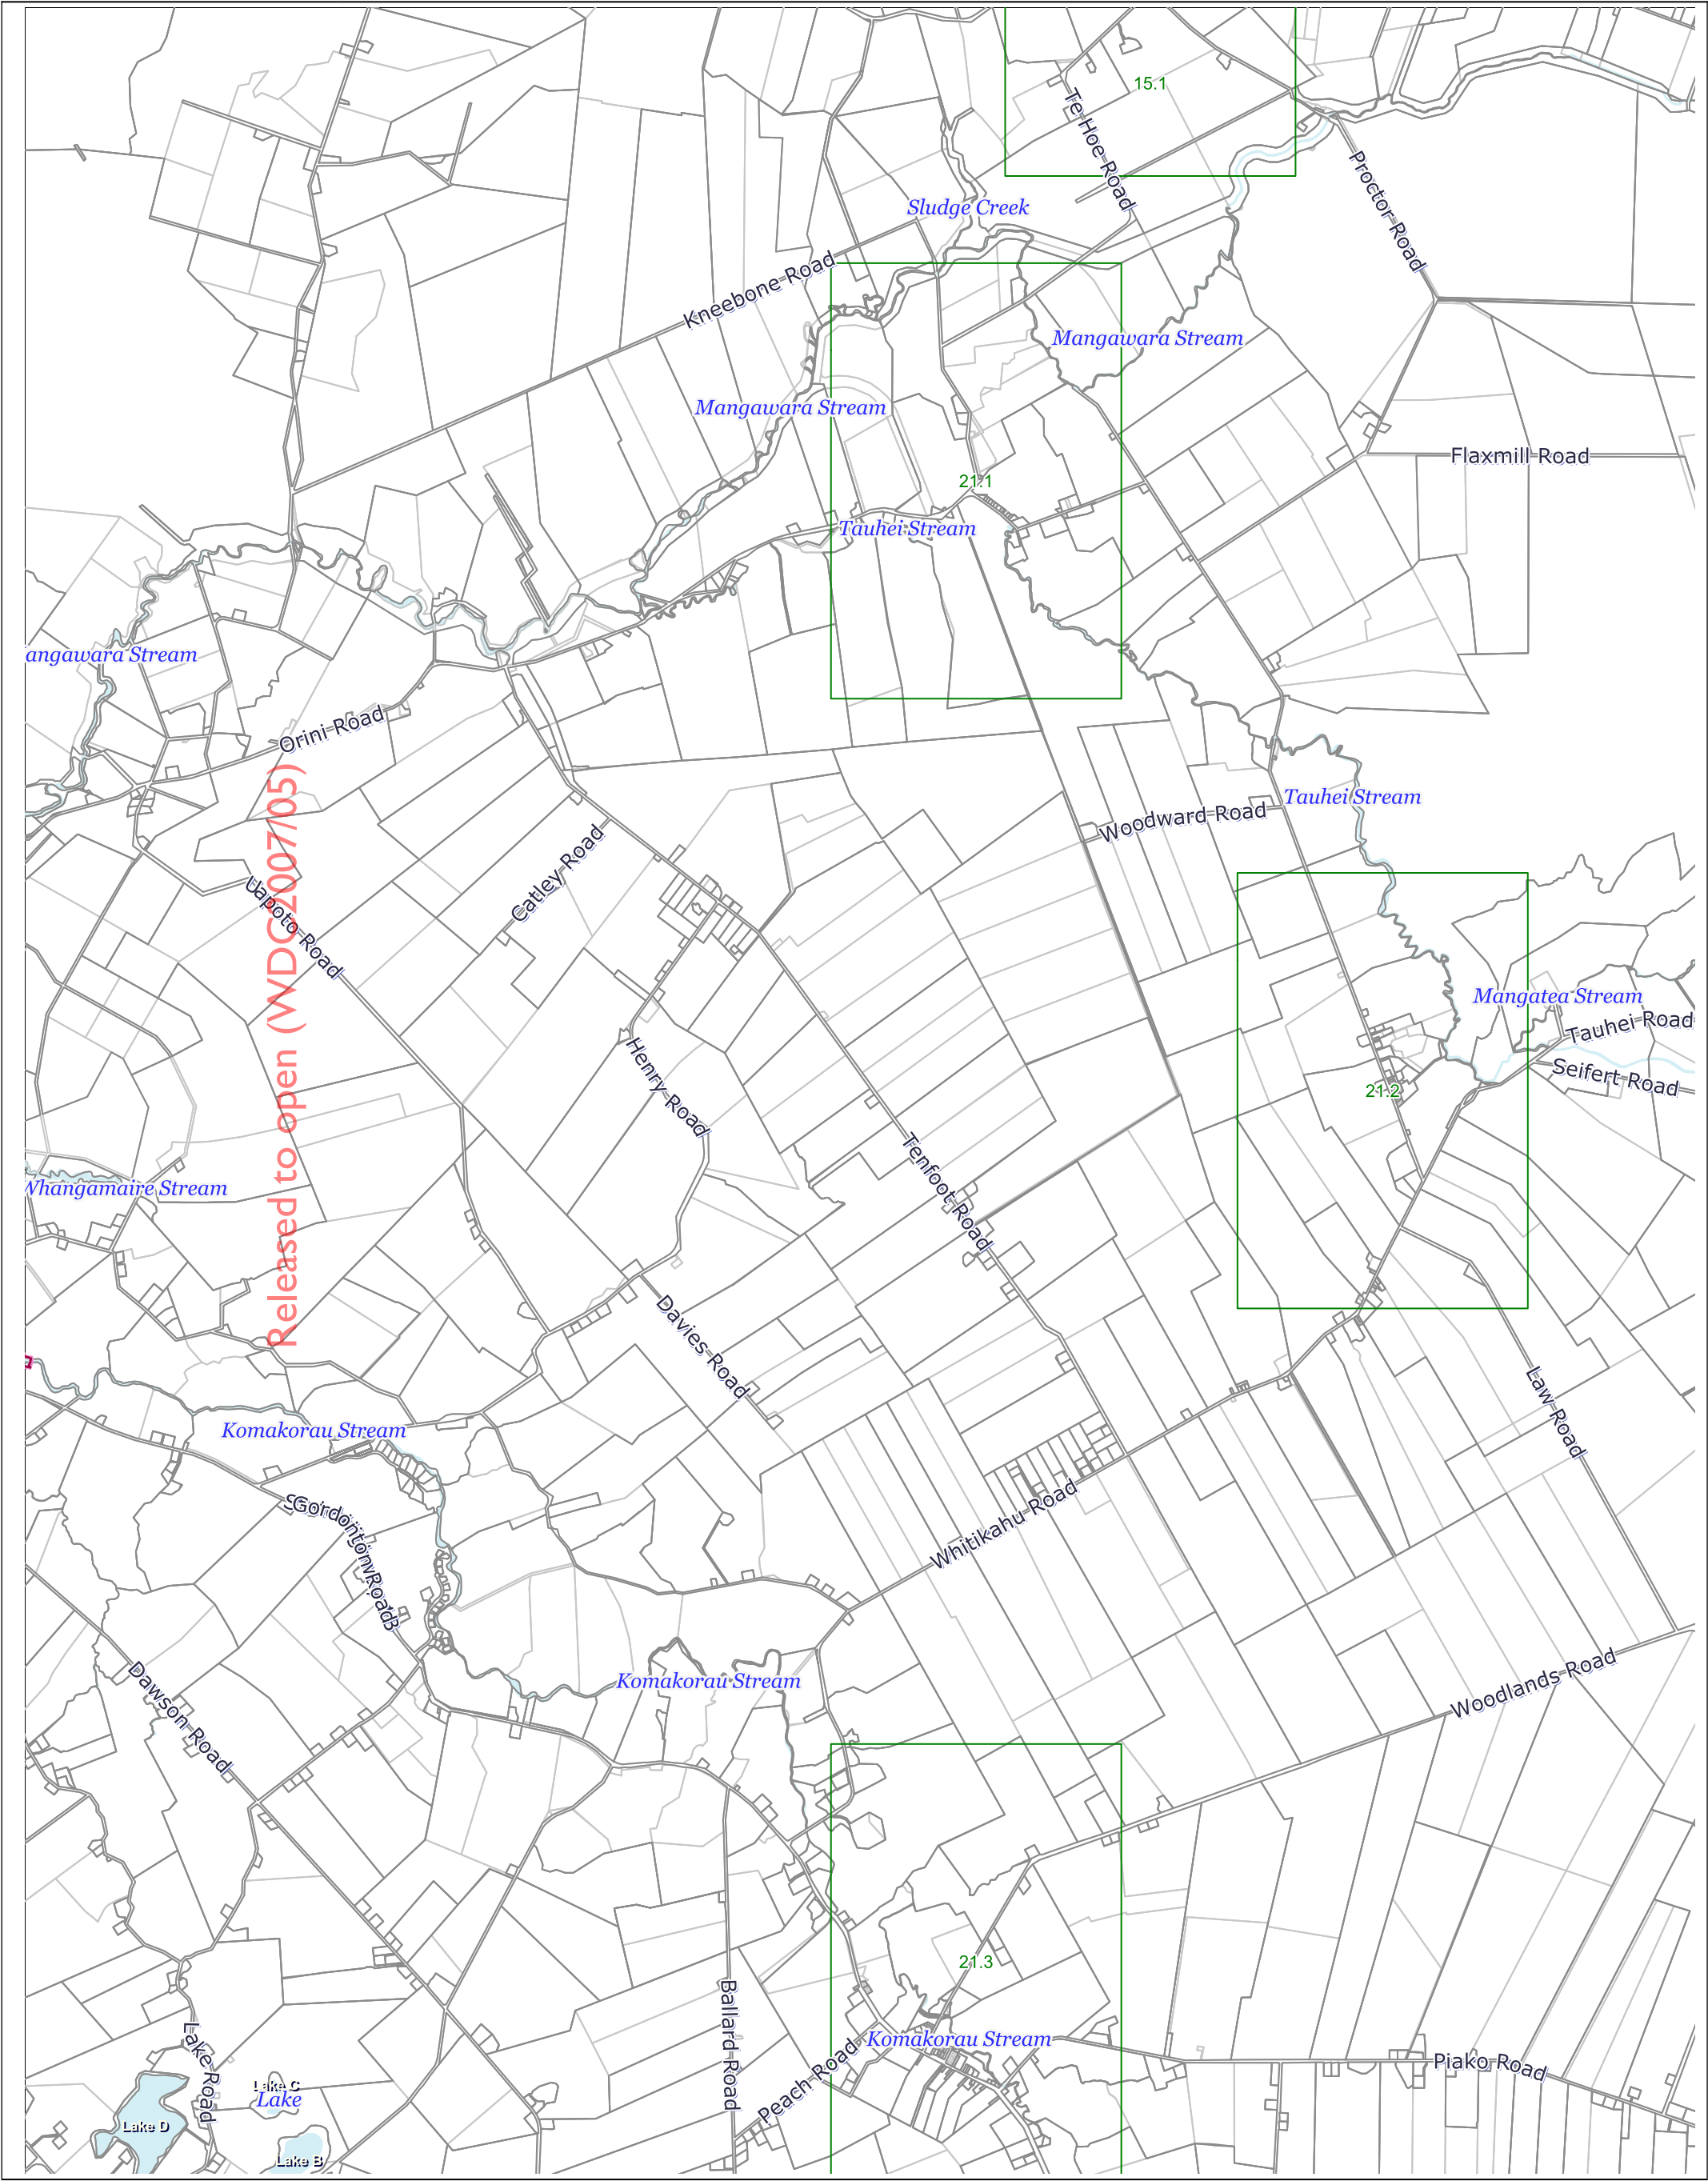 15.1
Te Hoe Road
Proctor Road
Sludge Creek
Kneebone Road
Mangawara Stream
Mangawara Stream
Flaxmill Road
21.1
Tauhei Stream
angawara Stream
Orini Road
Tauhei Stream
Woodward Road
Released to open (WDC 2007/05)
Catley Road
Uapoto Road
Mangatea Stream
Tauhei Road
Seifert Road
21.2
Henry Road
Tenfoot Road
Whangamaire Stream
Davies Road
Law Road
Komakorau Stream
Gordonton Road
Whitikahu Road
Komakorau Stream
Woodlands Road
Dawson Road
21.3
Ballard Road
Komakorau Stream
Peach Road
Piako Road
Lake Road
Lake C
Lake
Lake D
Lake B